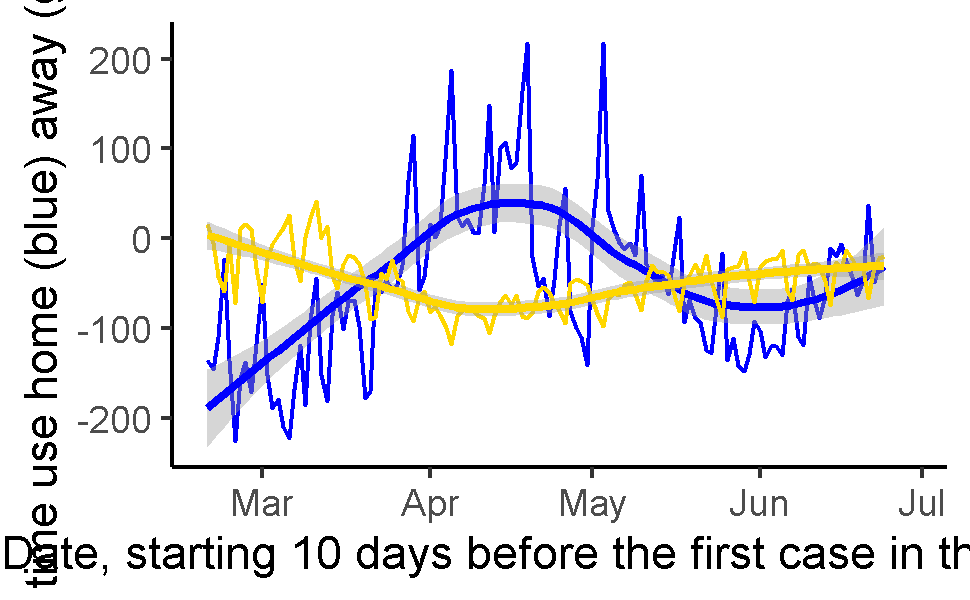 time use home (blue) away (
200
100
0
-100
-200
Mar Apr May Jun Jul
Date, starting 10 days before the first case in th